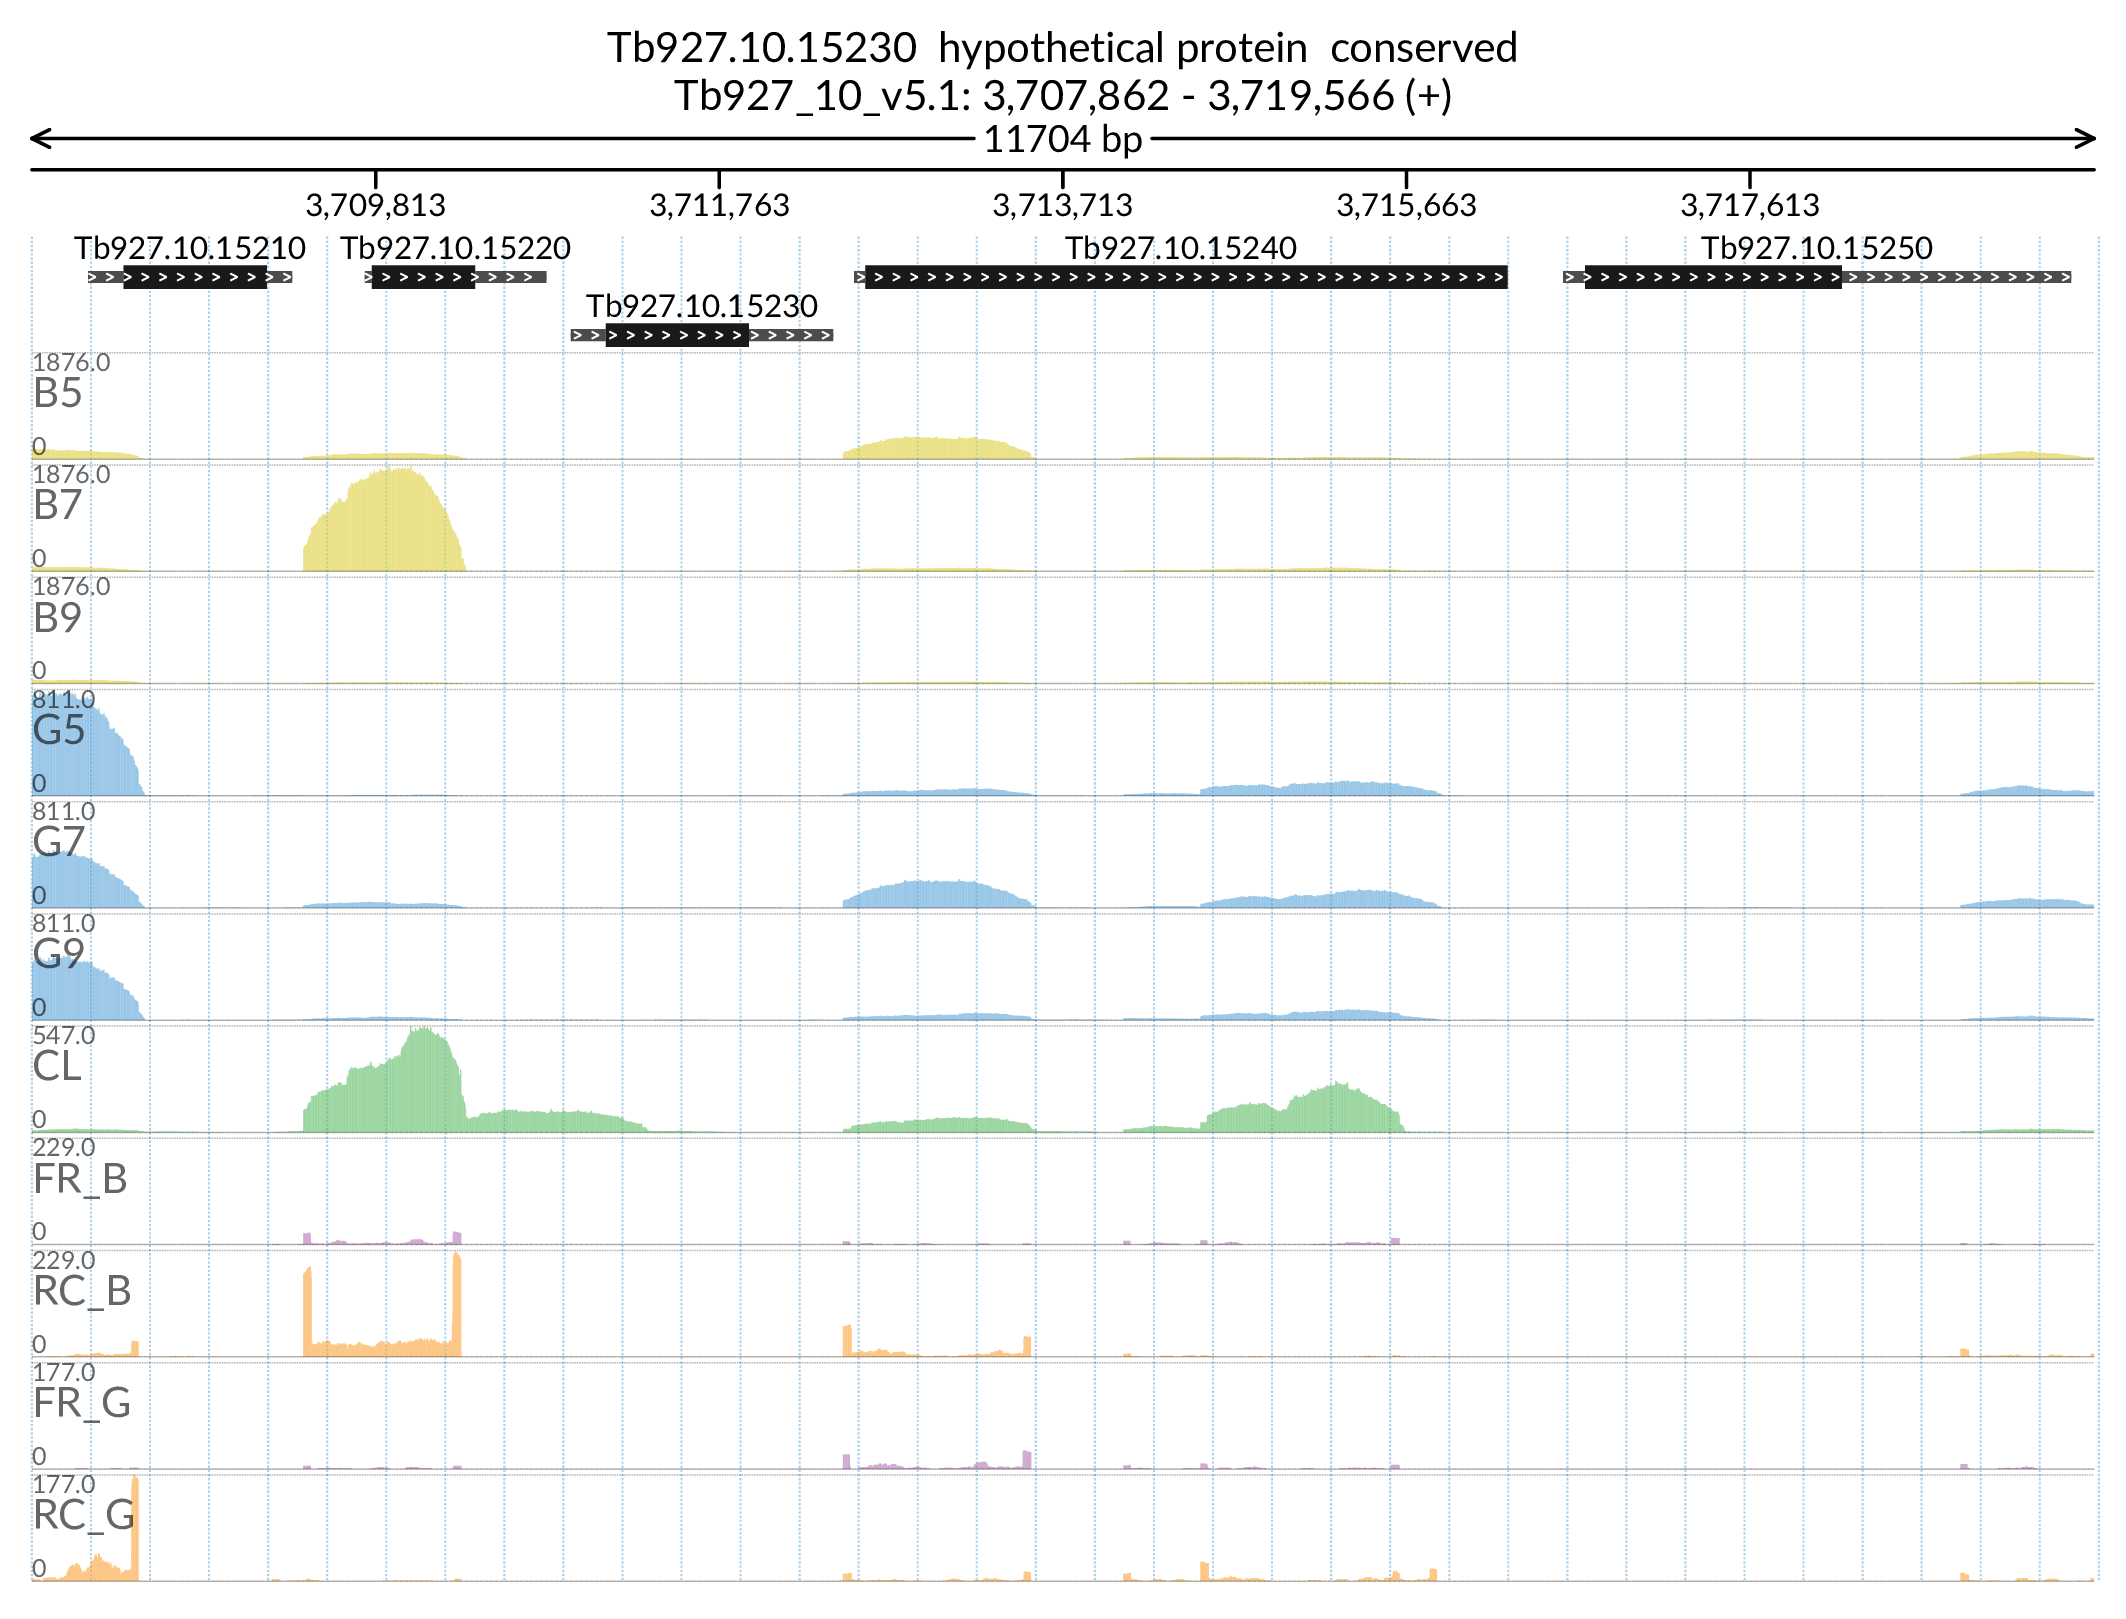 Tb927.10.15230  hypothetical protein  conserved
Tb927_10_v5.1: 3,707,862 - 3,719,566 (+)
11704 bp
3,709,813 3,711,763 3,713,713 3,715,663 3,717,613
Tb927.10.15210 Tb927.10.15220 Tb927.10.15240 Tb927.10.15250
Tb927.10.15230
1876.0
B5
0
1876.0
B7
0
1876.0
B9
0
811.0
G5
0
811.0
G7
0
811.0
G9
0
547.0
CL
0
229.0
FR_B
0
229.0
RC_B
0
177.0
FR_G
0
177.0
RC_G
0